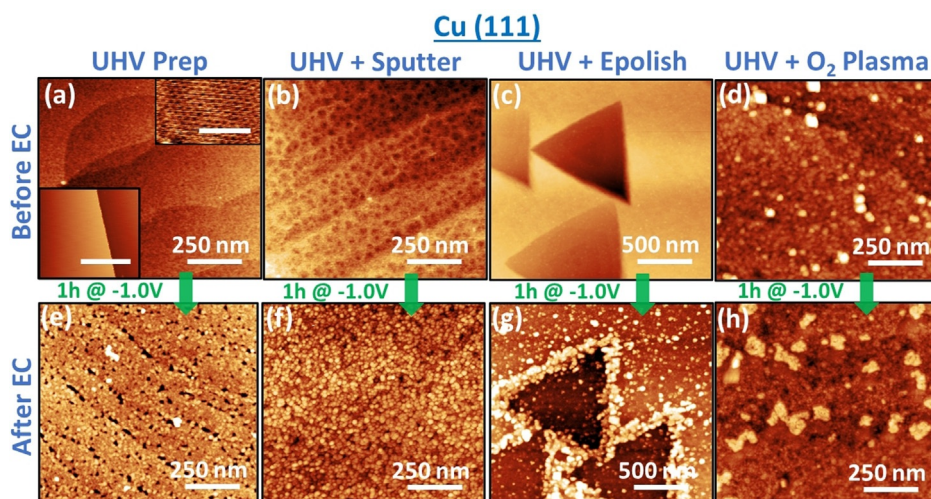 Cu (111)
UHV Prep
UHV + Sputter
UHV + Epolish
UHV + O₂ Plasma
Before EC
(a)
250 nm
(b)
250 nm
(c)
500 nm
(d)
250 nm
1h @ -1.0V
1h @ -1.0V
1h @ -1.0V
1h @ -1.0V
After EC
(e)
250 nm
(f)
250 nm
(g)
500 nm
(h)
250 nm